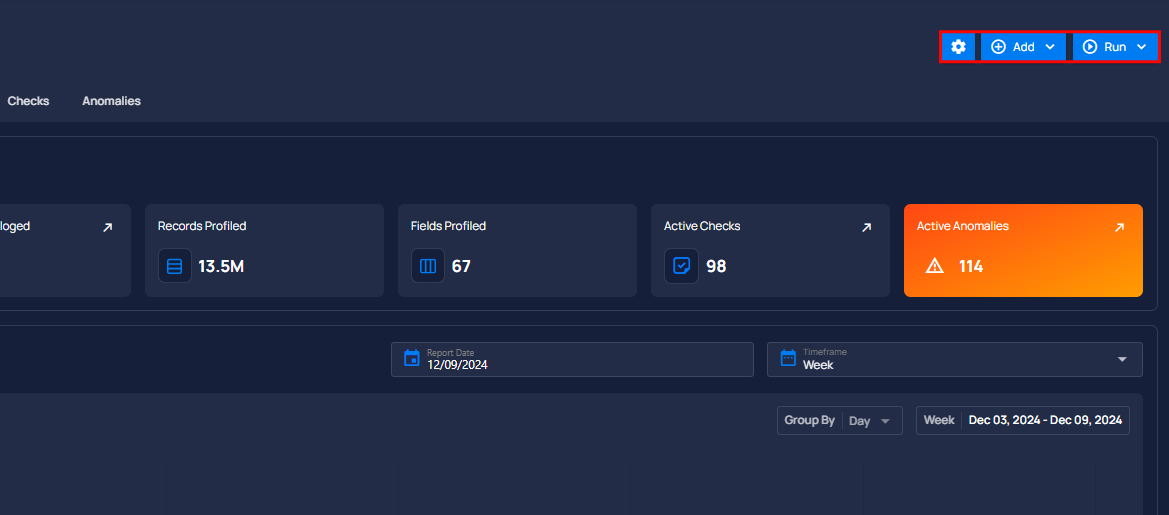 Add
Run
Checks
Anomalies
loged
Records Profiled
13.5M
Fields Profiled
67
Active Checks
98
Active Anomalies
114
Report Date
12/09/2024
Timeframe
Week
Group By Day
Week Dec 03, 2024 - Dec 09, 2024